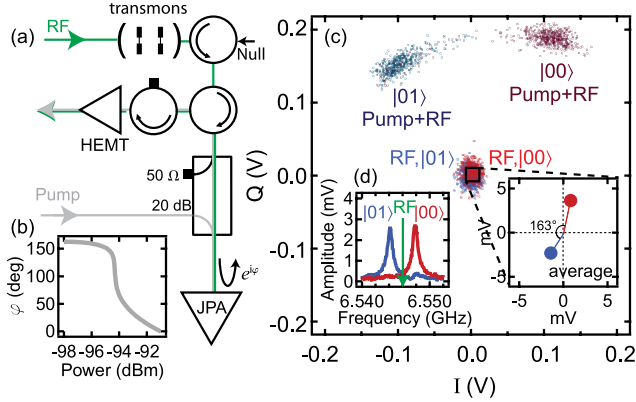 (a)
transmons
RF
Null
HEMT
50 Ω
20 dB
Pump
JPA
e^{iφ}
(b)
φ (deg)
150
100
50
0
-98 -96 -94 -92
Power (dBm)
(c)
Q (V)
0.2
0.1
0.0
-0.1
-0.2
-0.2 -0.1 0.0 0.1 0.2
I (V)
|01⟩
Pump+RF
|00⟩
Pump+RF
RF,|01⟩ RF,|00⟩
(d)
Amplitude (mV)
4
3
2
1
0
|01⟩ RF |00⟩
6.540 6.550
Frequency (GHz)
mV
5
0
-5
163°
average
-5 0 5
mV